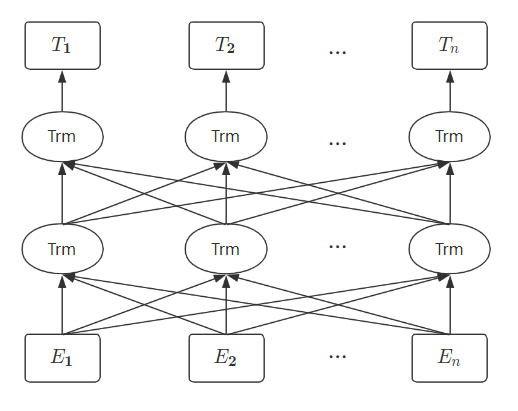 T1 T2 ... Tn
Trm Trm ... Trm
Trm Trm ... Trm
E1 E2 ... En